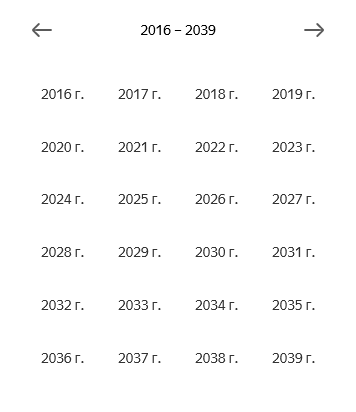 2016 – 2039
2016 г. 2017 г. 2018 г. 2019 г.
2020 г. 2021 г. 2022 г. 2023 г.
2024 г. 2025 г. 2026 г. 2027 г.
2028 г. 2029 г. 2030 г. 2031 г.
2032 г. 2033 г. 2034 г. 2035 г.
2036 г. 2037 г. 2038 г. 2039 г.